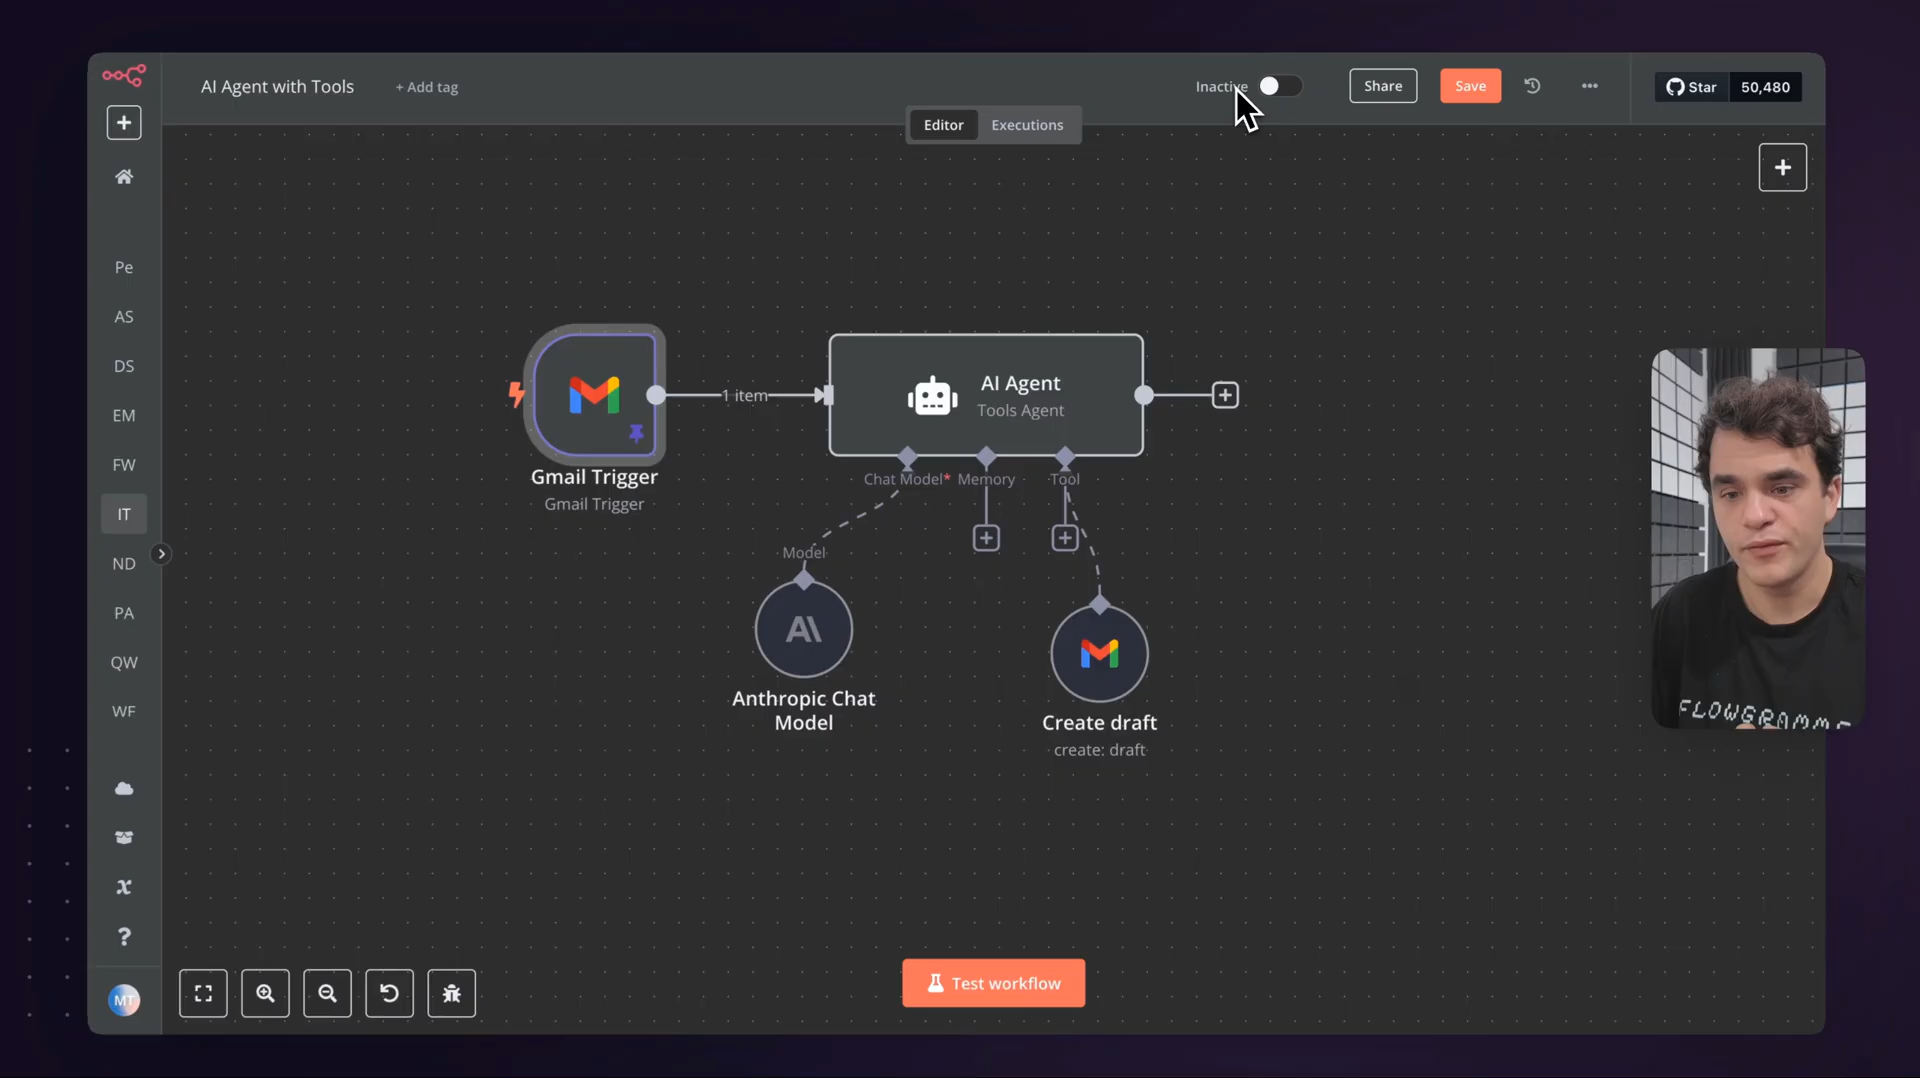 AI Agent with Tools
+ Add tag
Inactive
Share
Save
Star
50,480
Editor
Executions
Pe
AS
DS
EM
FW
IT
ND
PA
QW
WF
MT
1 item
Gmail Trigger
Gmail Trigger
AI Agent
Tools Agent
Chat Model*
Memory
Tool
Model
Anthropic Chat
Model
Create draft
create: draft
Test workflow
FLOWGRAMME